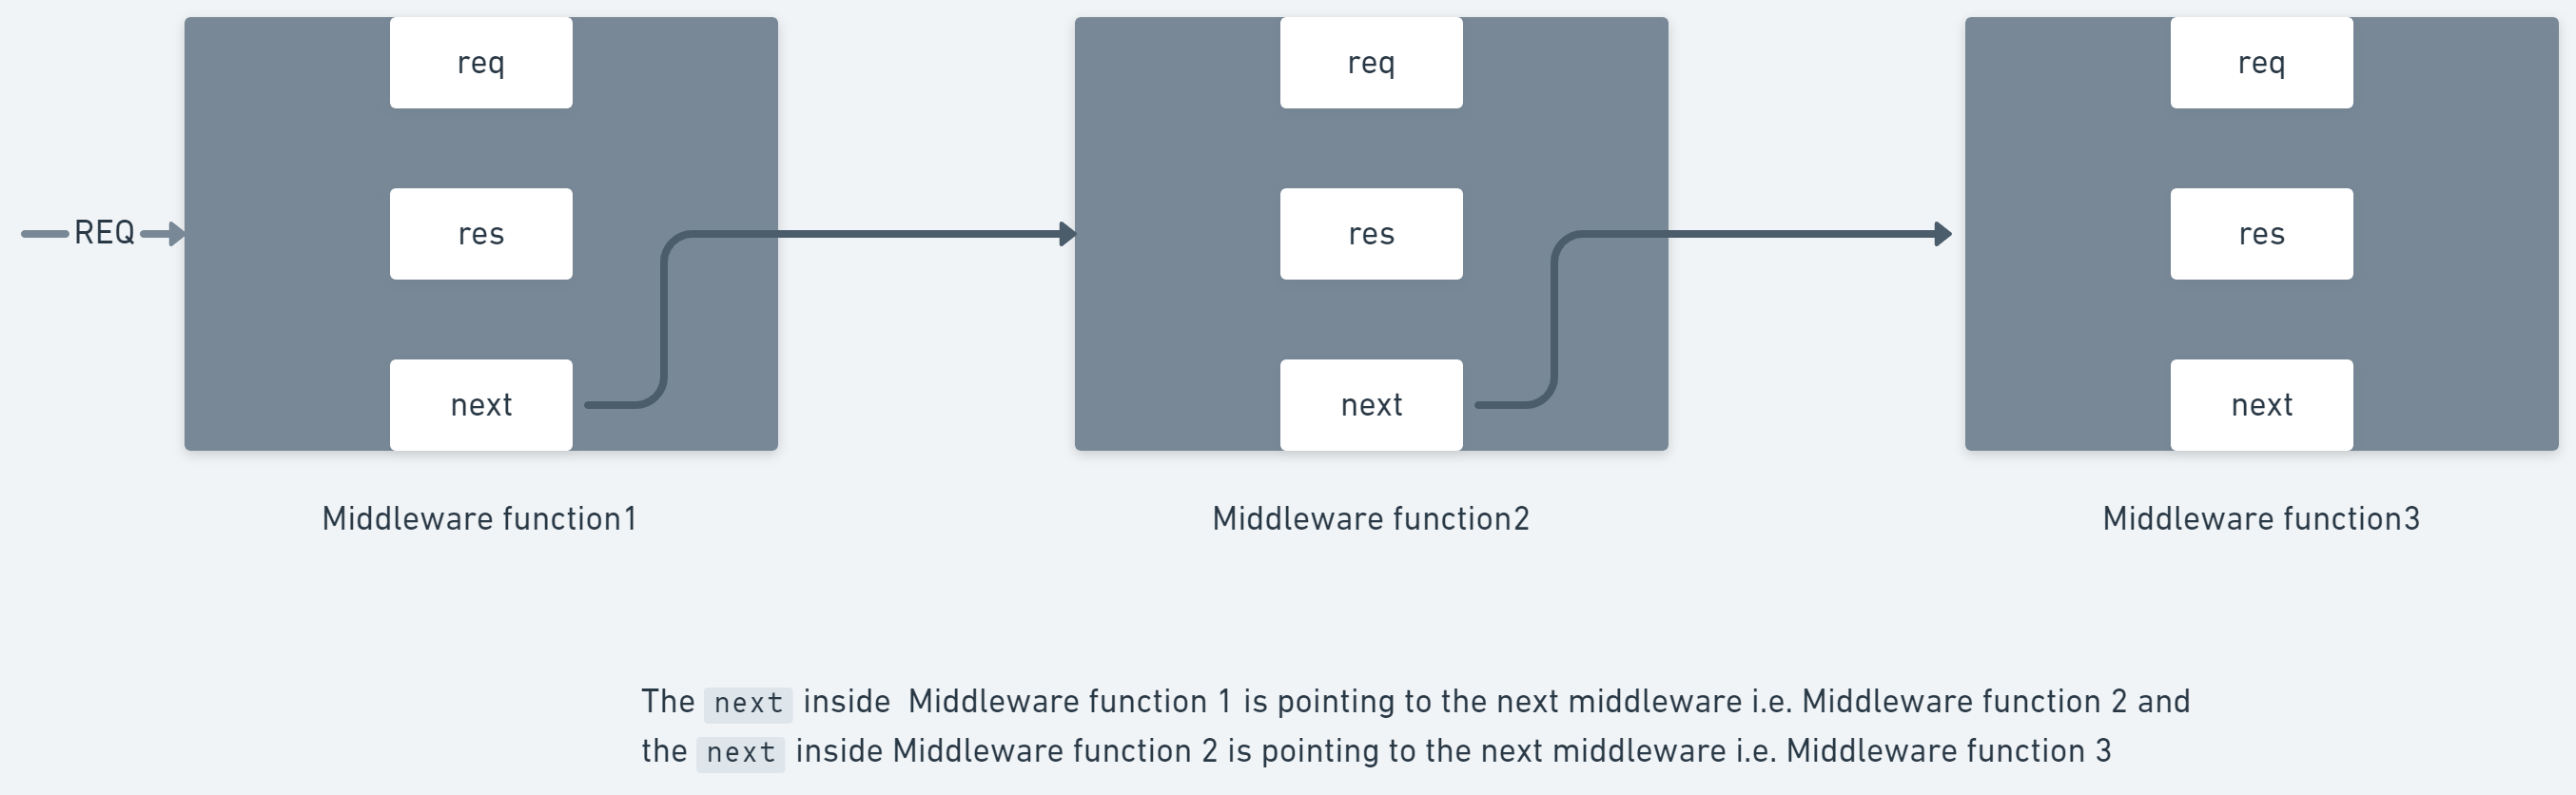 req
req
req
REQ
res
res
res
next
next
next
Middleware function1
Middleware function2
Middleware function3
The next inside  Middleware function 1 is pointing to the next middleware i.e. Middleware function 2 and
the next inside Middleware function 2 is pointing to the next middleware i.e. Middleware function 3